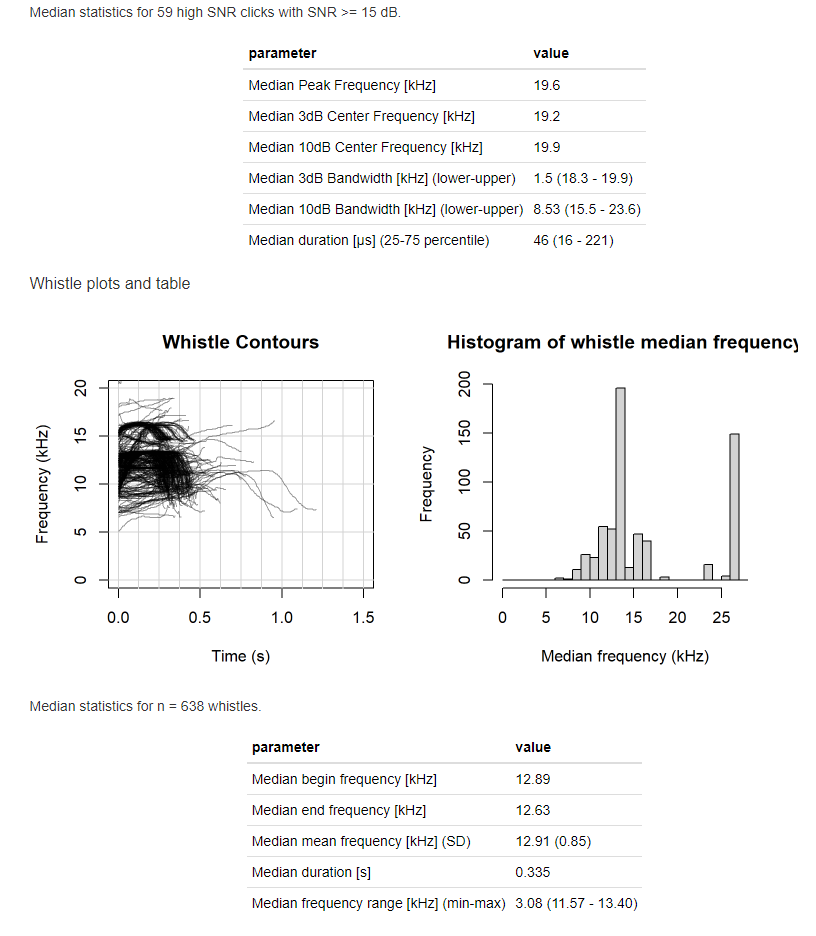 Median statistics for 59 high SNR clicks with SNR >= 15 dB.
parameter value
Median Peak Frequency [kHz] 19.6
Median 3dB Center Frequency [kHz] 19.2
Median 10dB Center Frequency [kHz] 19.9
Median 3dB Bandwidth [kHz] (lower-upper) 1.5 (18.3 - 19.9)
Median 10dB Bandwidth [kHz] (lower-upper) 8.53 (15.5 - 23.6)
Median duration [µs] (25-75 percentile) 46 (16 - 221)
Whistle plots and table
Whistle Contours
Frequency (kHz)
20
15
10
5
0
0.0 0.5 1.0 1.5
Time (s)
Histogram of whistle median frequency
Frequency
200
150
100
50
0
0 5 10 15 20 25
Median frequency (kHz)
Median statistics for n = 638 whistles.
parameter value
Median begin frequency [kHz] 12.89
Median end frequency [kHz] 12.63
Median mean frequency [kHz] (SD) 12.91 (0.85)
Median duration [s] 0.335
Median frequency range [kHz] (min-max) 3.08 (11.57 - 13.40)